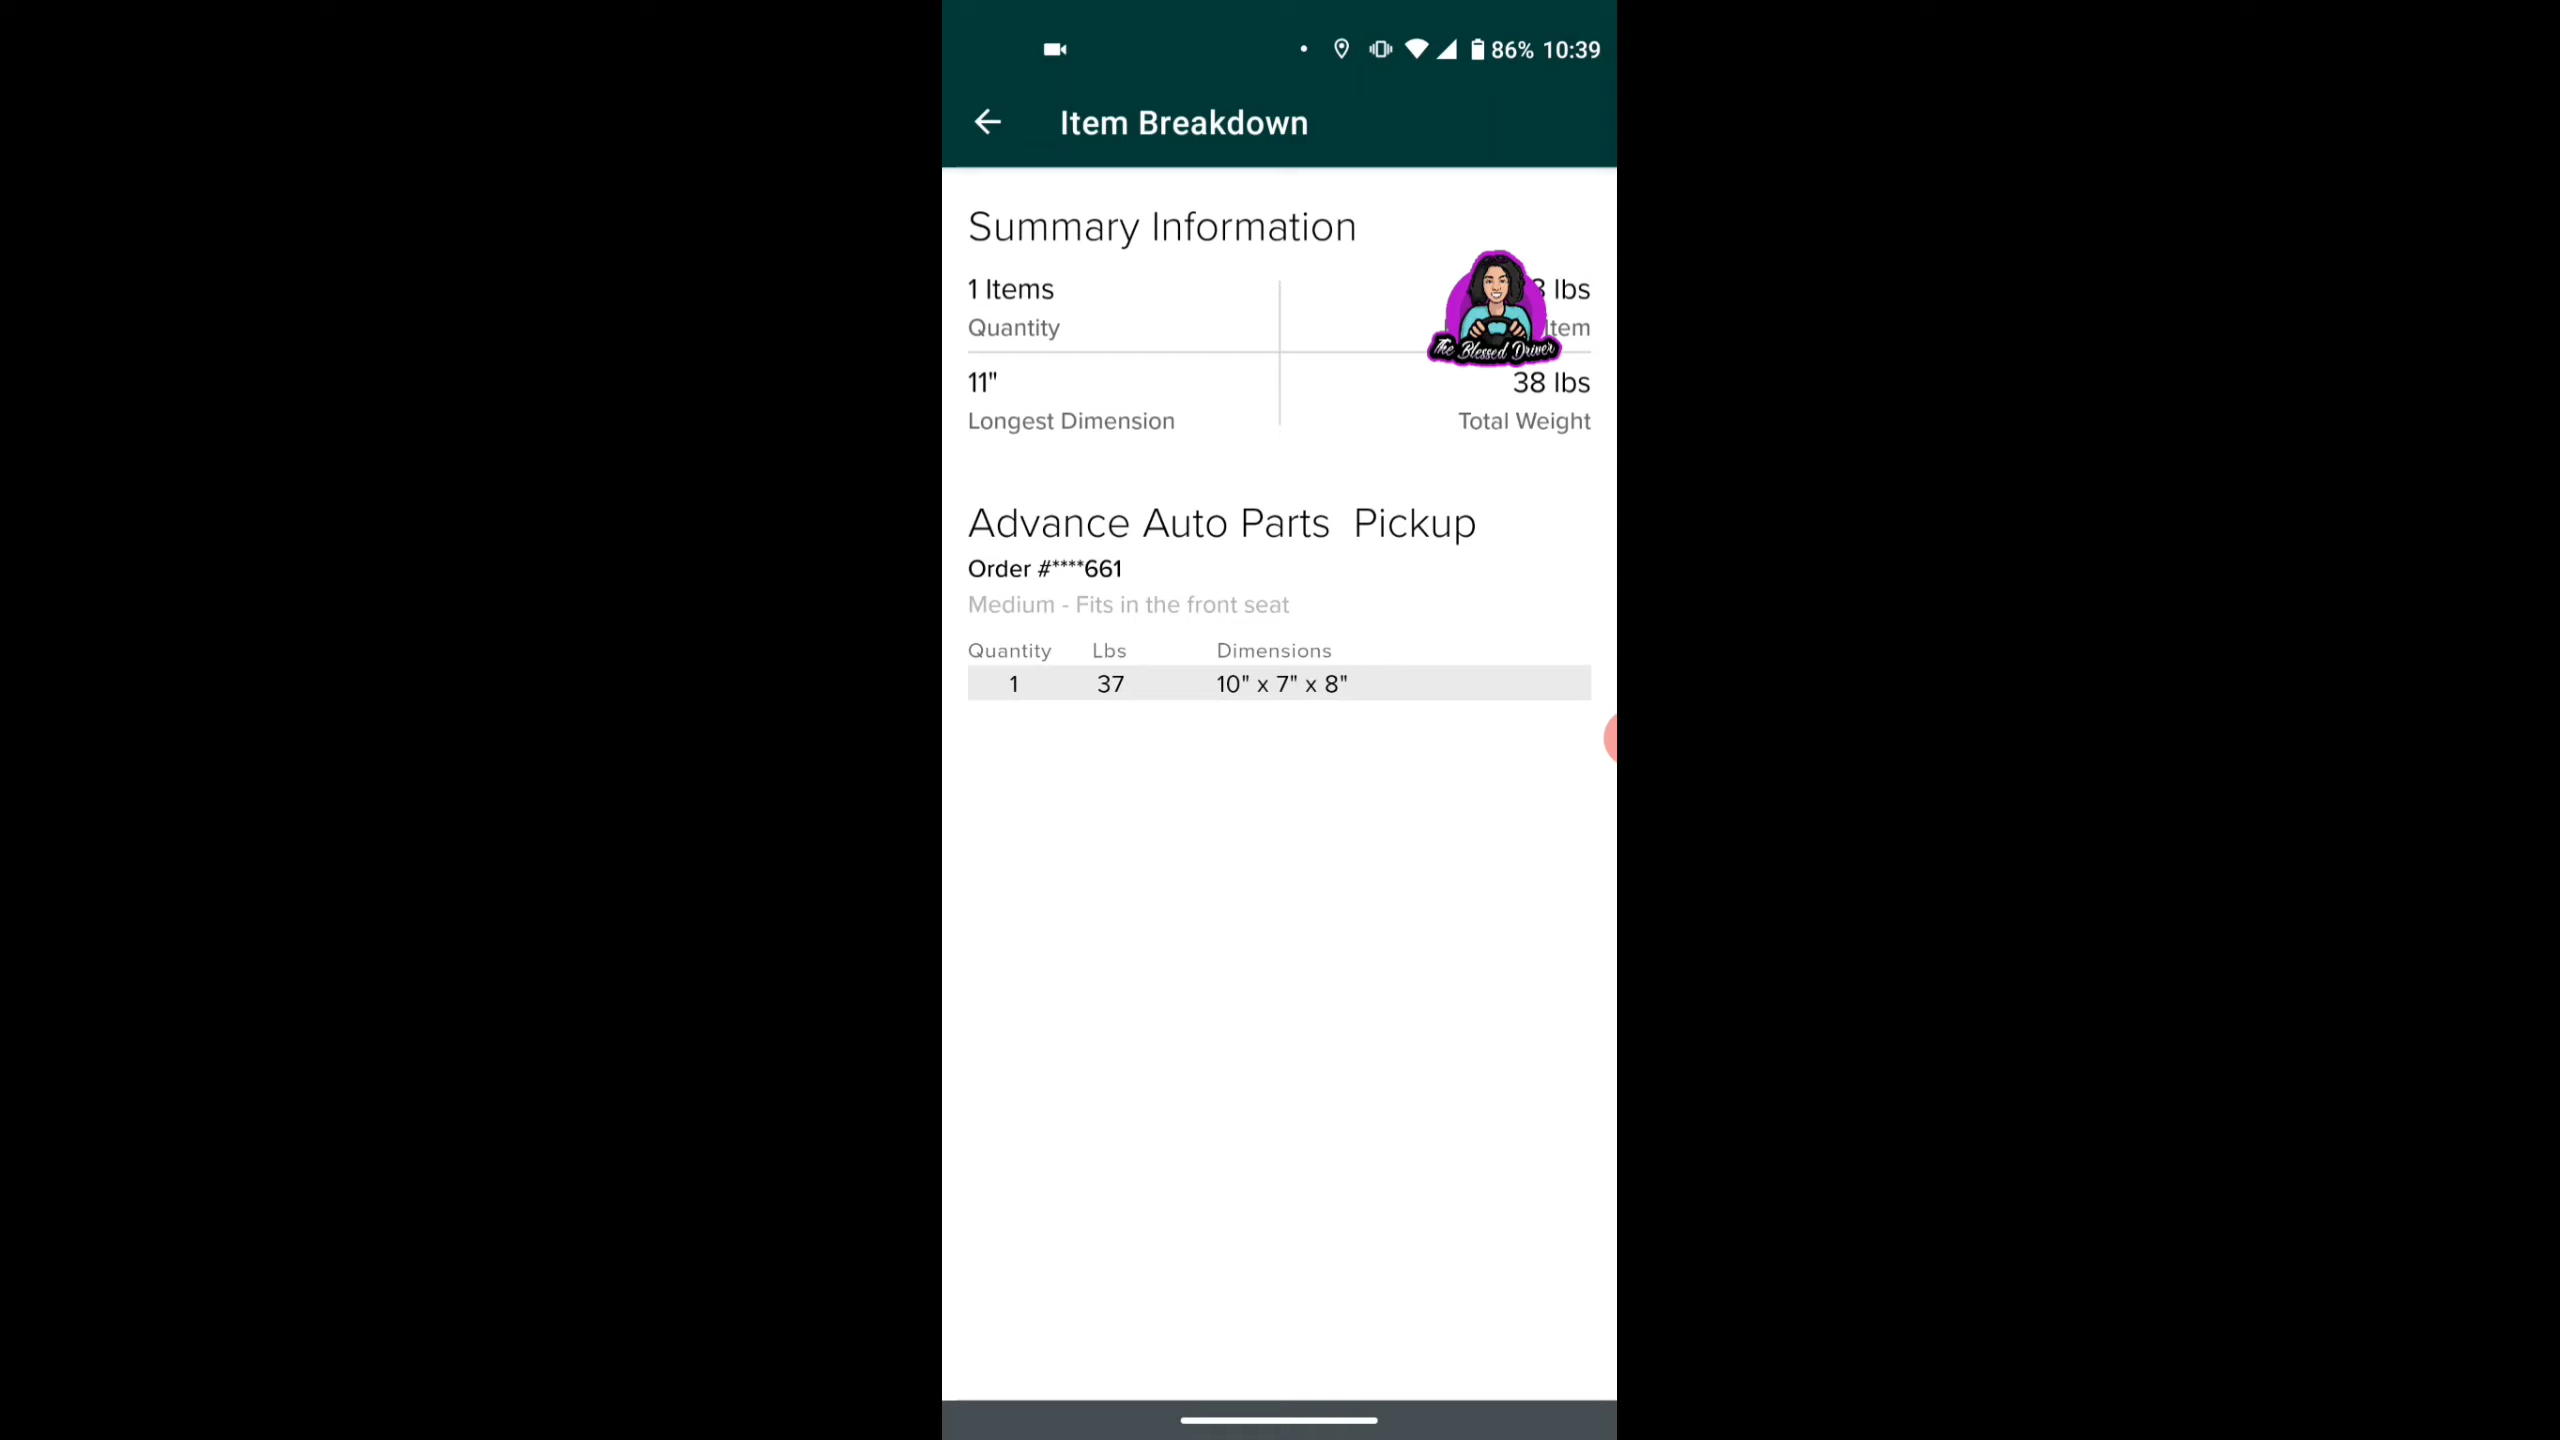 86% 10:39
Item Breakdown
Summary Information
1 Items
lbs
Quantity
The Blessed Driver
11"
38 lbs
Longest Dimension
Total Weight
Advance Auto Parts  Pickup
Order #****661
Medium - Fits in the front seat
Quantity Lbs Dimensions
1 37 10" x 7" x 8"